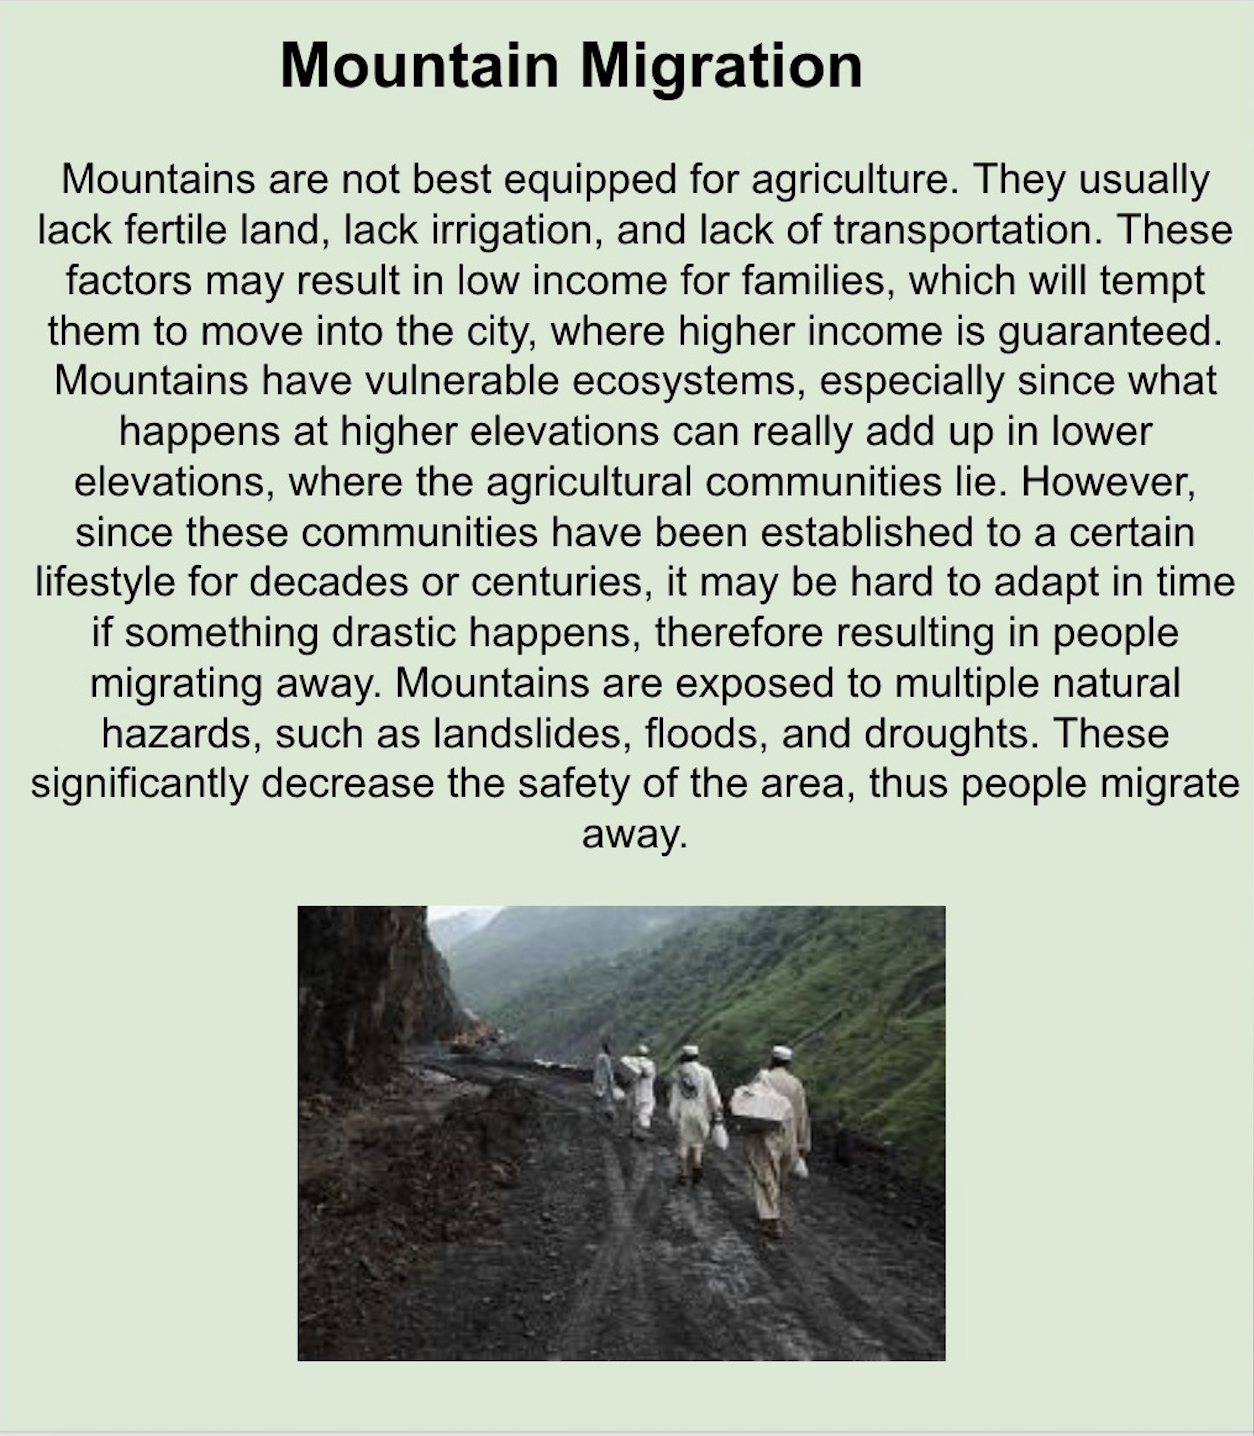 Mountain Migration
Mountains are not best equipped for agriculture. They usually
lack fertile land, lack irrigation, and lack of transportation. These
factors may result in low income for families, which will tempt
them to move into the city, where higher income is guaranteed.
Mountains have vulnerable ecosystems, especially since what
happens at higher elevations can really add up in lower
elevations, where the agricultural communities lie. However,
since these communities have been established to a certain
lifestyle for decades or centuries, it may be hard to adapt in time
if something drastic happens, therefore resulting in people
migrating away. Mountains are exposed to multiple natural
hazards, such as landslides, floods, and droughts. These
significantly decrease the safety of the area, thus people migrate
away.